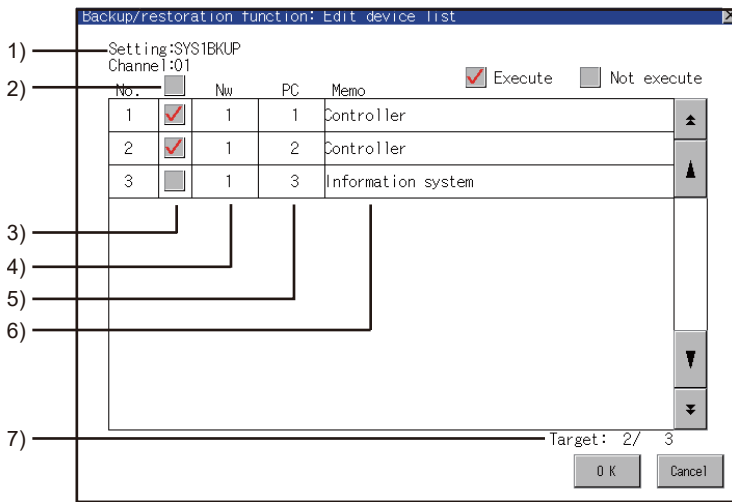 Backup/restoration function: Edit device list
1) Setting:SYS1BKUP
Channel:01
Execute Not execute
2) No. Nw PC Memo
1 1 1 Controller
2 1 2 Controller
3 1 3 Information system
3)
4)
5)
6)
7) Target: 2/ 3
OK Cancel